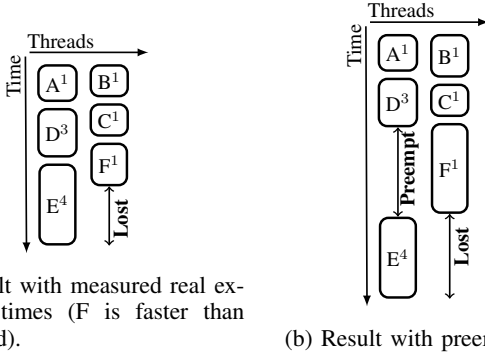 Threads
Time
A¹ B¹
D³ C¹
F¹
E⁴
Lost
lt with measured real ex-
times (F is faster than
d).
Threads
Time
A¹ B¹
D³ C¹
Preempt
F¹
E⁴
Lost
(b) Result with preem